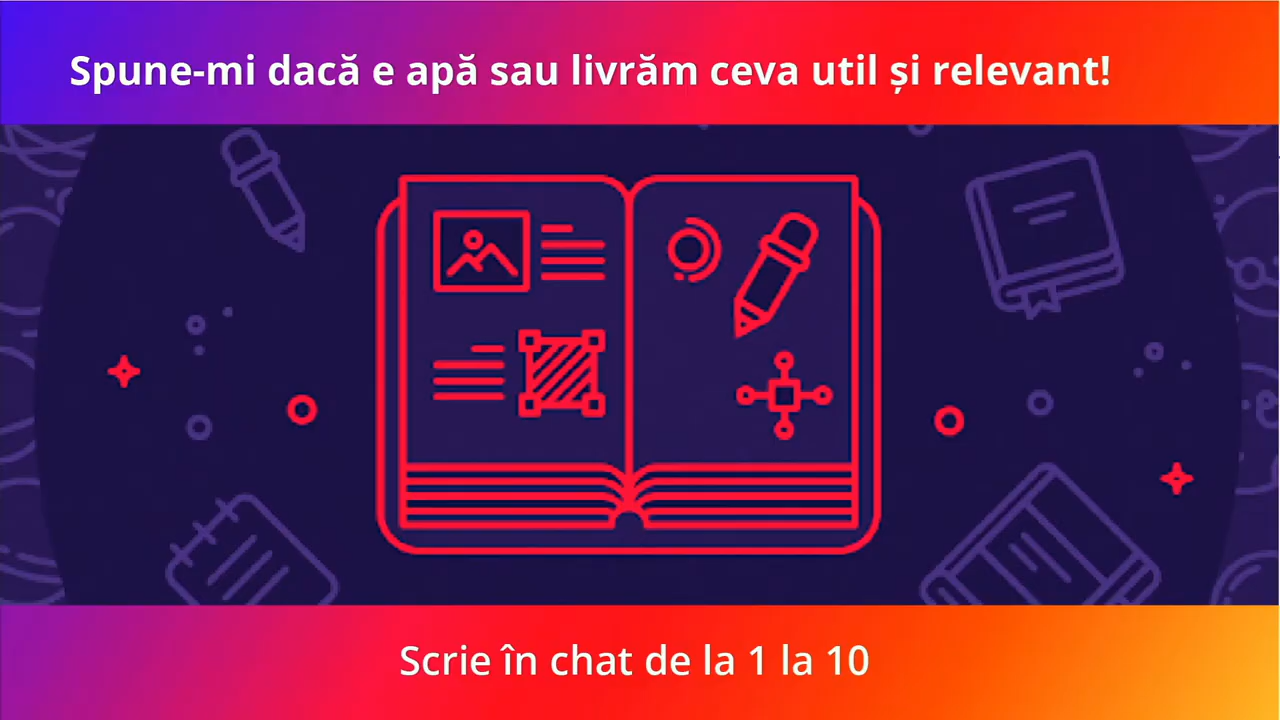 Spune-mi dacă e apă sau livrăm ceva util și relevant!
Scrie în chat de la 1 la 10